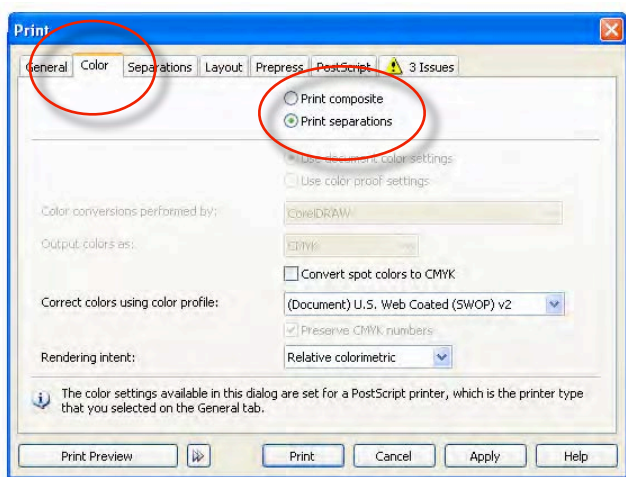 Print
General Color Separations Layout Prepress PostScript 3 Issues
Print composite
Print separations
Use document color settings
Use color proof settings
Color conversions performed by: CorelDRAW
Output colors as: CMYK
Convert spot colors to CMYK
Correct colors using color profile: (Document) U.S. Web Coated (SWOP) v2
Preserve CMYK numbers
Rendering intent: Relative colorimetric
The color settings available in this dialog are set for a PostScript printer, which is the printer type
that you selected on the General tab.
Print Preview Print Cancel Apply Help